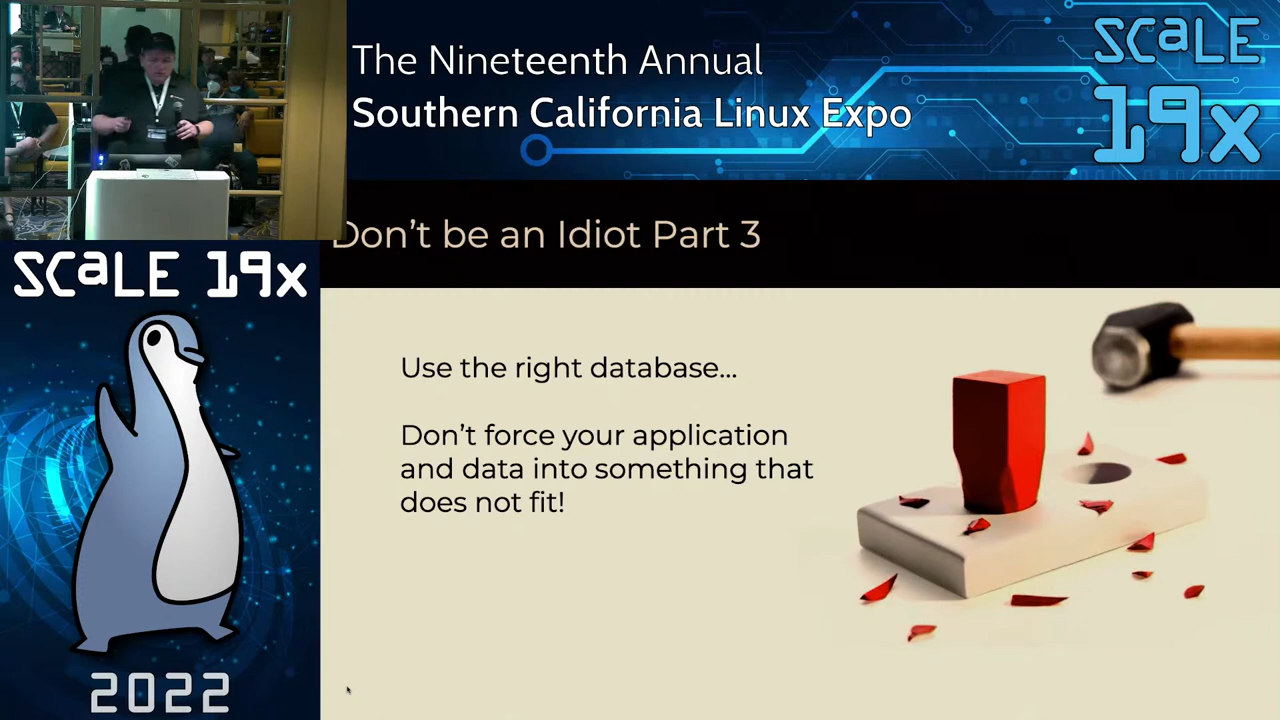 The Nineteenth Annual
Southern California Linux Expo
SCaLE
19x
Don't be an Idiot Part 3
SCaLE 19x
Use the right database...
Don't force your application
and data into something that
does not fit!
2022